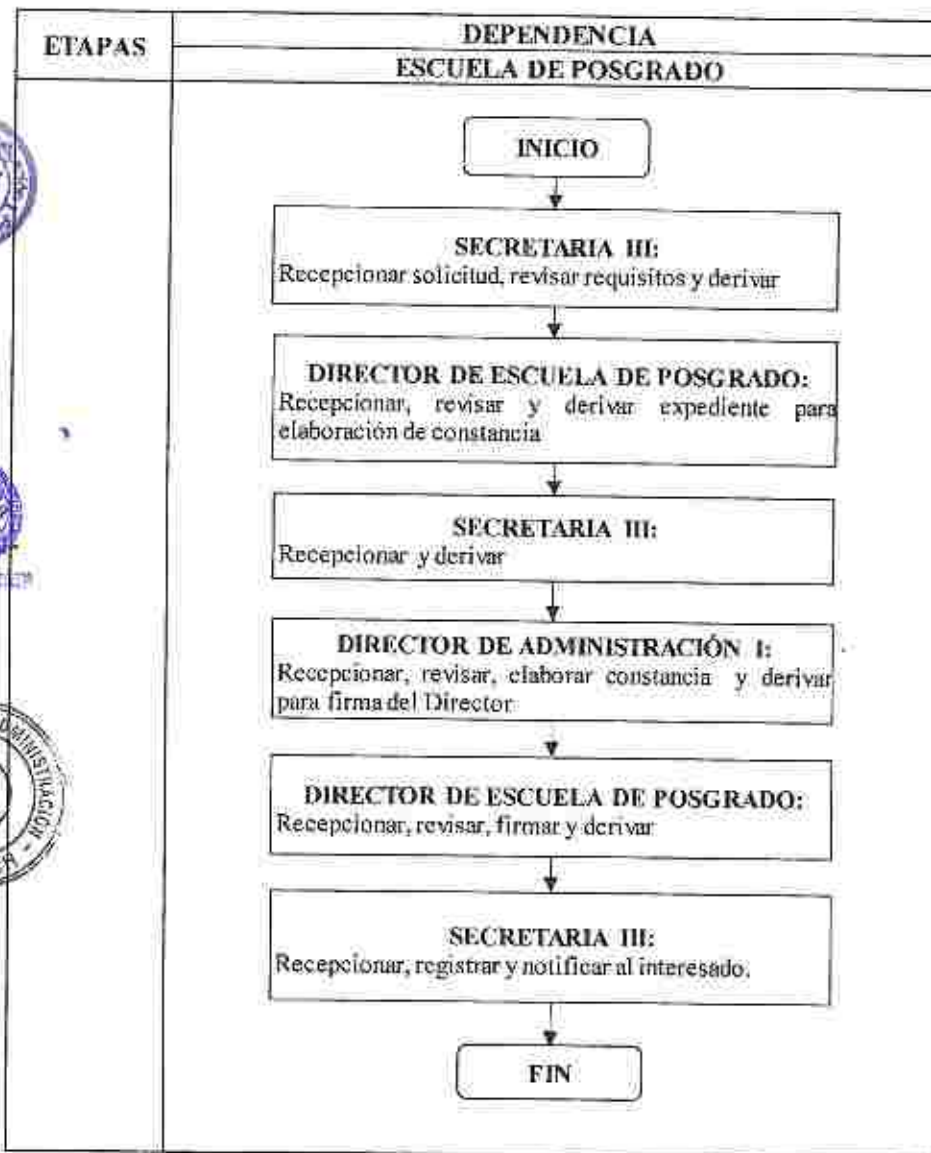 ETAPAS
DEPENDENCIA
ESCUELA DE POSGRADO
INICIO
SECRETARIA III:
Recepcionar solicitud, revisar requisitos y derivar
DIRECTOR DE ESCUELA DE POSGRADO:
Recepcionar, revisar y derivar expediente para
elaboración de constancia
SECRETARIA III:
Recepcionar y derivar
DIRECTOR DE ADMINISTRACIÓN I:
Recepcionar, revisar, elaborar constancia y derivar
para firma del Director
DIRECTOR DE ESCUELA DE POSGRADO:
Recepcionar, revisar, firmar y derivar
SECRETARIA III:
Recepcionar, registrar y notificar al interesado.
FIN